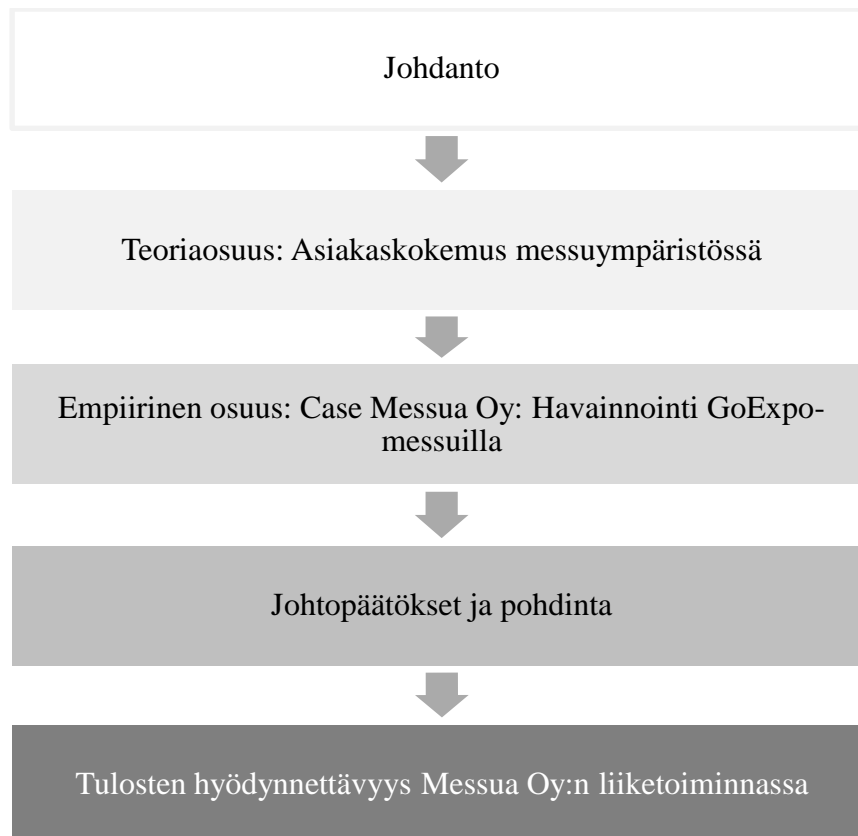 Johdanto
Teoriaosuus: Asiakaskokemus messuympäristössä
Empiirinen osuus: Case Messua Oy: Havainnointi GoExpo-
messuilla
Johtopäätökset ja pohdinta
Tulosten hyödynnettävyys Messua Oy:n liiketoiminnassa